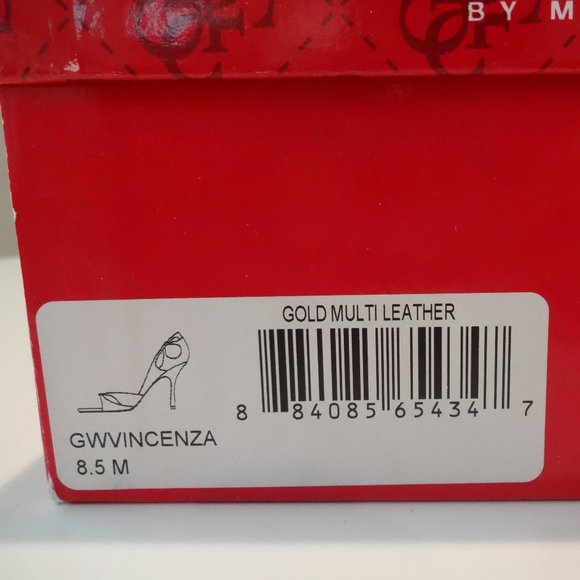 BY M
GOLD MULTI LEATHER
8 84085 65434 7
GWVINCENZA
8.5 M